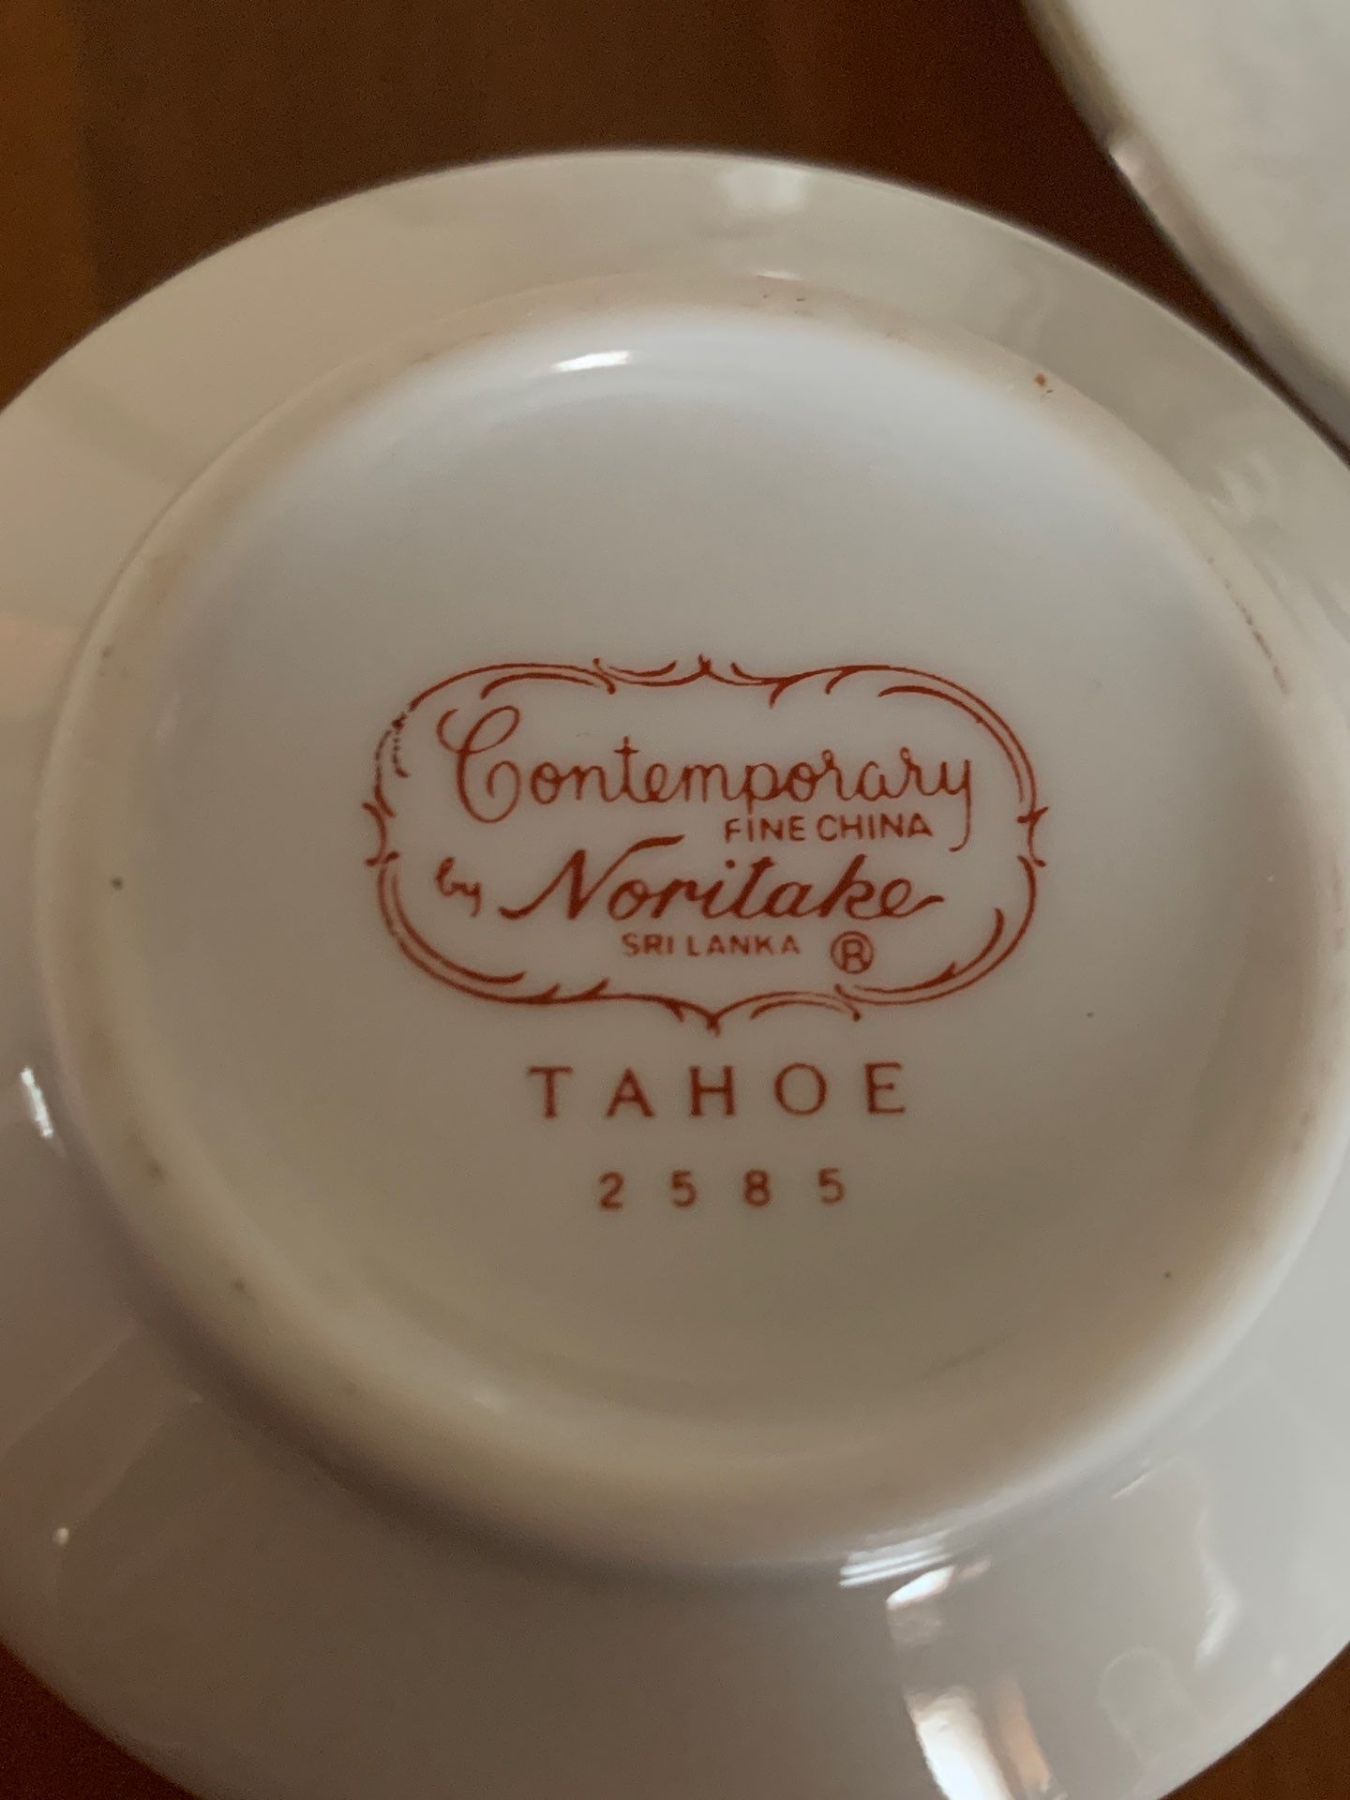 Contemporary
FINE CHINA
by Noritake
SRI LANKA ®
TAHOE
2585